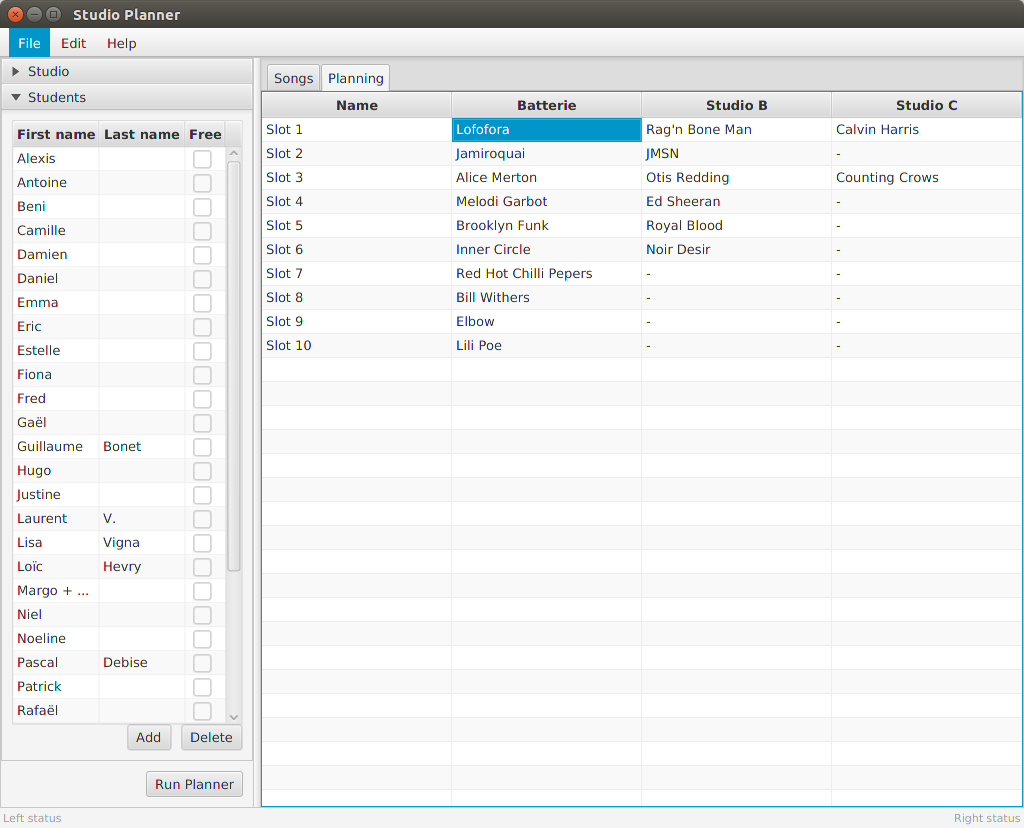 Studio Planner
File Edit Help
Studio
Students
First name Last name Free
Alexis
Antoine
Beni
Camille
Damien
Daniel
Emma
Eric
Estelle
Fiona
Fred
Gaël
Guillaume Bonet
Hugo
Justine
Laurent V.
Lisa Vigna
Loïc Hevry
Margo + ...
Niel
Noeline
Pascal Debise
Patrick
Rafaël
Add Delete
Run Planner
Songs Planning
Name Batterie Studio B Studio C
Slot 1 Lofofora Rag'n Bone Man Calvin Harris
Slot 2 Jamiroquai JMSN -
Slot 3 Alice Merton Otis Redding Counting Crows
Slot 4 Melodi Garbot Ed Sheeran -
Slot 5 Brooklyn Funk Royal Blood -
Slot 6 Inner Circle Noir Desir -
Slot 7 Red Hot Chilli Pepers - -
Slot 8 Bill Withers - -
Slot 9 Elbow - -
Slot 10 Lili Poe - -
Left status Right status